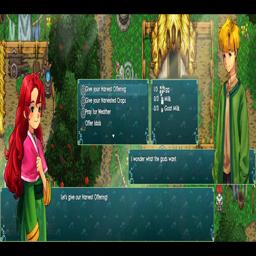 Give your Harvest Offering
Give your Harvested Crops
Pray for Weather
Offer Idols
Egg
Milk
Goat Milk
I wonder what the gods want
Let's give our Harvest Offering!